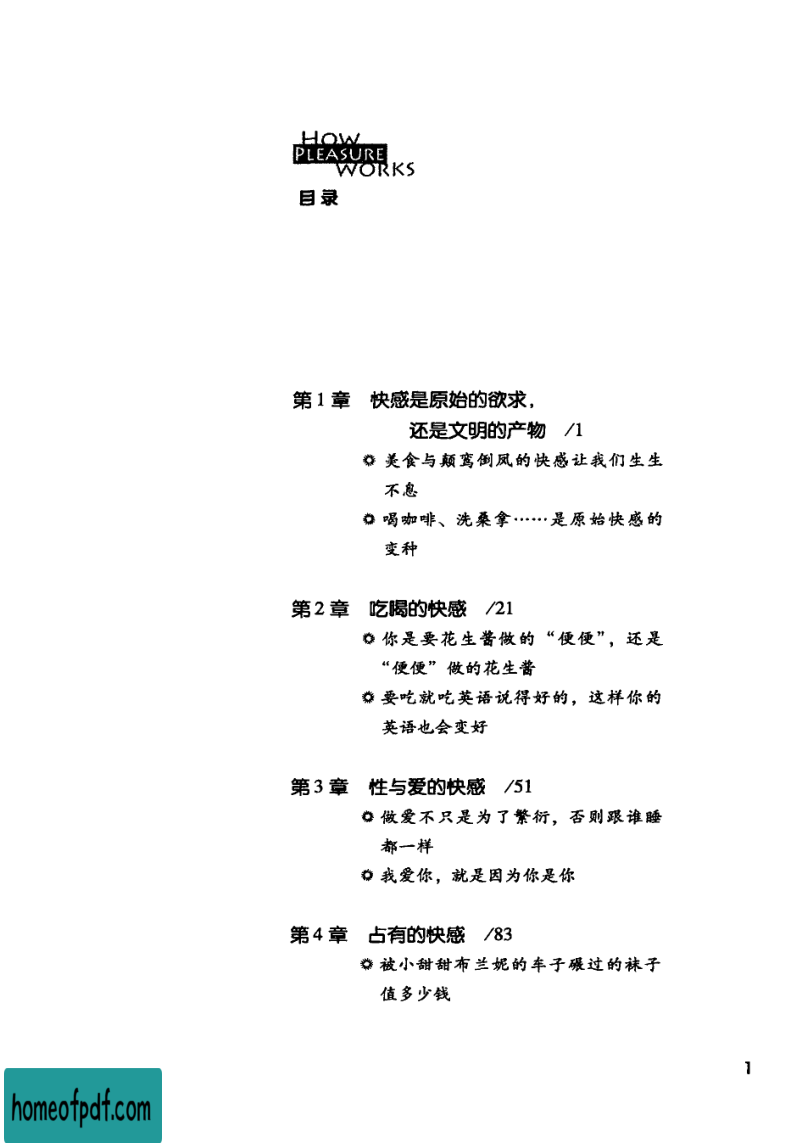 HOW
PLEASURE
WORKS
目录
第1章 快感是原始的欲求，
还是文明的产物 /1
美食与颠鸾倒凤的快感让我们生生
不息
喝咖啡、洗桑拿……是原始快感的
变种
第2章 吃喝的快感 /21
你是要花生酱做的“便便”，还是
“便便”做的花生酱
要吃就吃英语说得好的，这样你的
英语也会变好
第3章 性与爱的快感 /51
做爱不只是为了繁衍，否则跟谁睡
都一样
我爱你，就是因为你是你
第4章 占有的快感 /83
被小甜甜布兰妮的车子碾过的袜子
值多少钱
1
homeofpdf.com